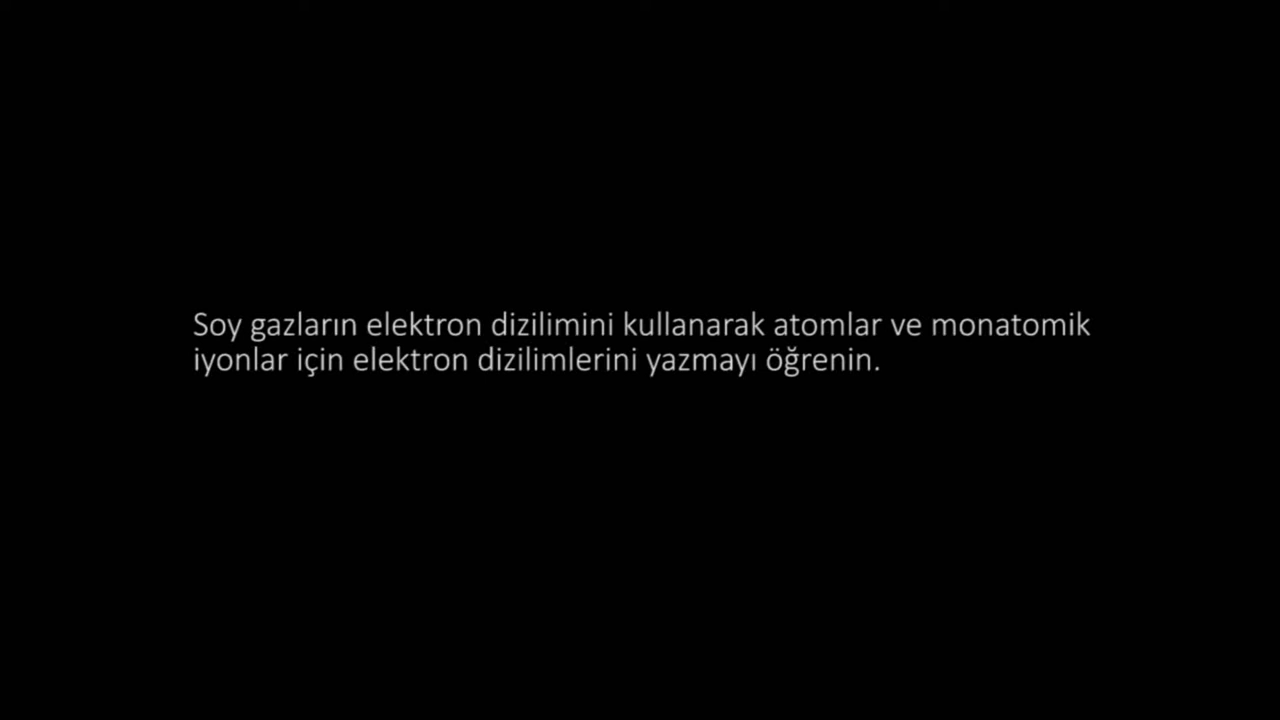 Soy gazların elektron dizilimini kullanarak atomlar ve monatomik
iyonlar için elektron dizilimlerini yazmayı öğrenin.